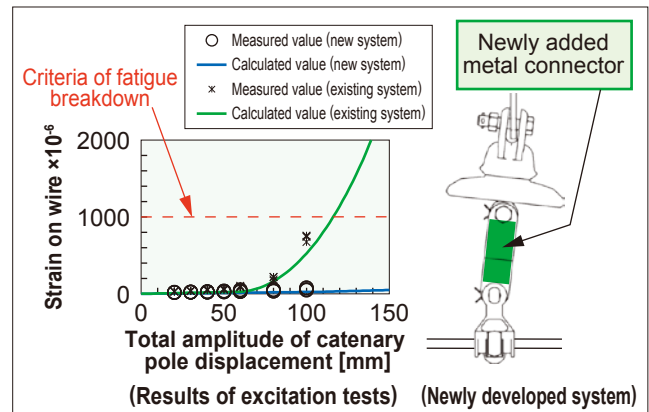 Measured value (new system)
Calculated value (new system)
Measured value (existing system)
Calculated value (existing system)
Criteria of fatigue
breakdown
Newly added
metal connector
Strain on wire ×10⁻⁶
2000
1000
0
0 50 100 150
Total amplitude of catenary
pole displacement [mm]
(Results of excitation tests)
(Newly developed system)